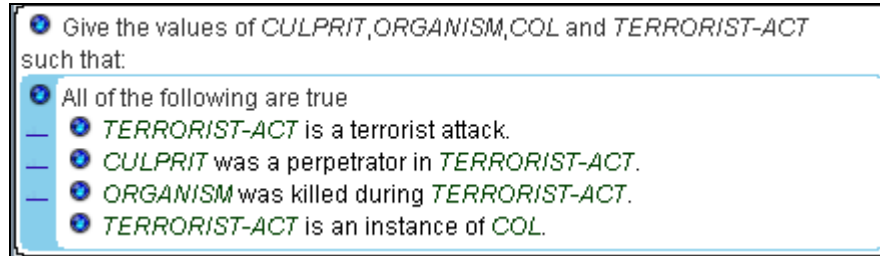 Give the values of CULPRIT,ORGANISM,COL and TERRORIST-ACT
such that:
All of the following are true
TERRORIST-ACT is a terrorist attack.
CULPRIT was a perpetrator in TERRORIST-ACT.
ORGANISM was killed during TERRORIST-ACT.
TERRORIST-ACT is an instance of COL.